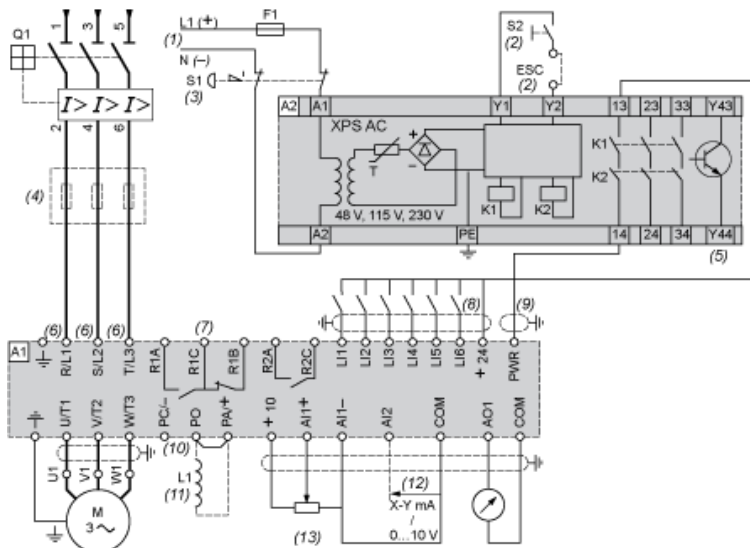 1 3 5
Q1
I> I> I>
2 4 6
(4)
L1 (+)
F1
(1)
N (–)
S1
(3)
S2
(2)
ESC
(2)
A2 A1 Y1 Y2 13 23 33 Y43
XPS AC
+
–
T
K1
K2
K1 K2
48 V, 115 V, 230 V
A2 PE 14 24 34 Y44
(5)
(8) (9)
(6) (6) (6) (7)
A1
R/L1 S/L2 T/L3 R1A R1C R1B R2A R2C LI1 LI2 LI3 LI4 LI5 LI6 + 24 PWR
U/T1 V/T2 W/T3 PC/– PO PA/+ + 10 AI1+ AI1– AI2 COM AO1 COM
(10)
U1 V1 W1
L1
(11)
(12)
X-Y mA
/
0...10 V
(13)
M
3